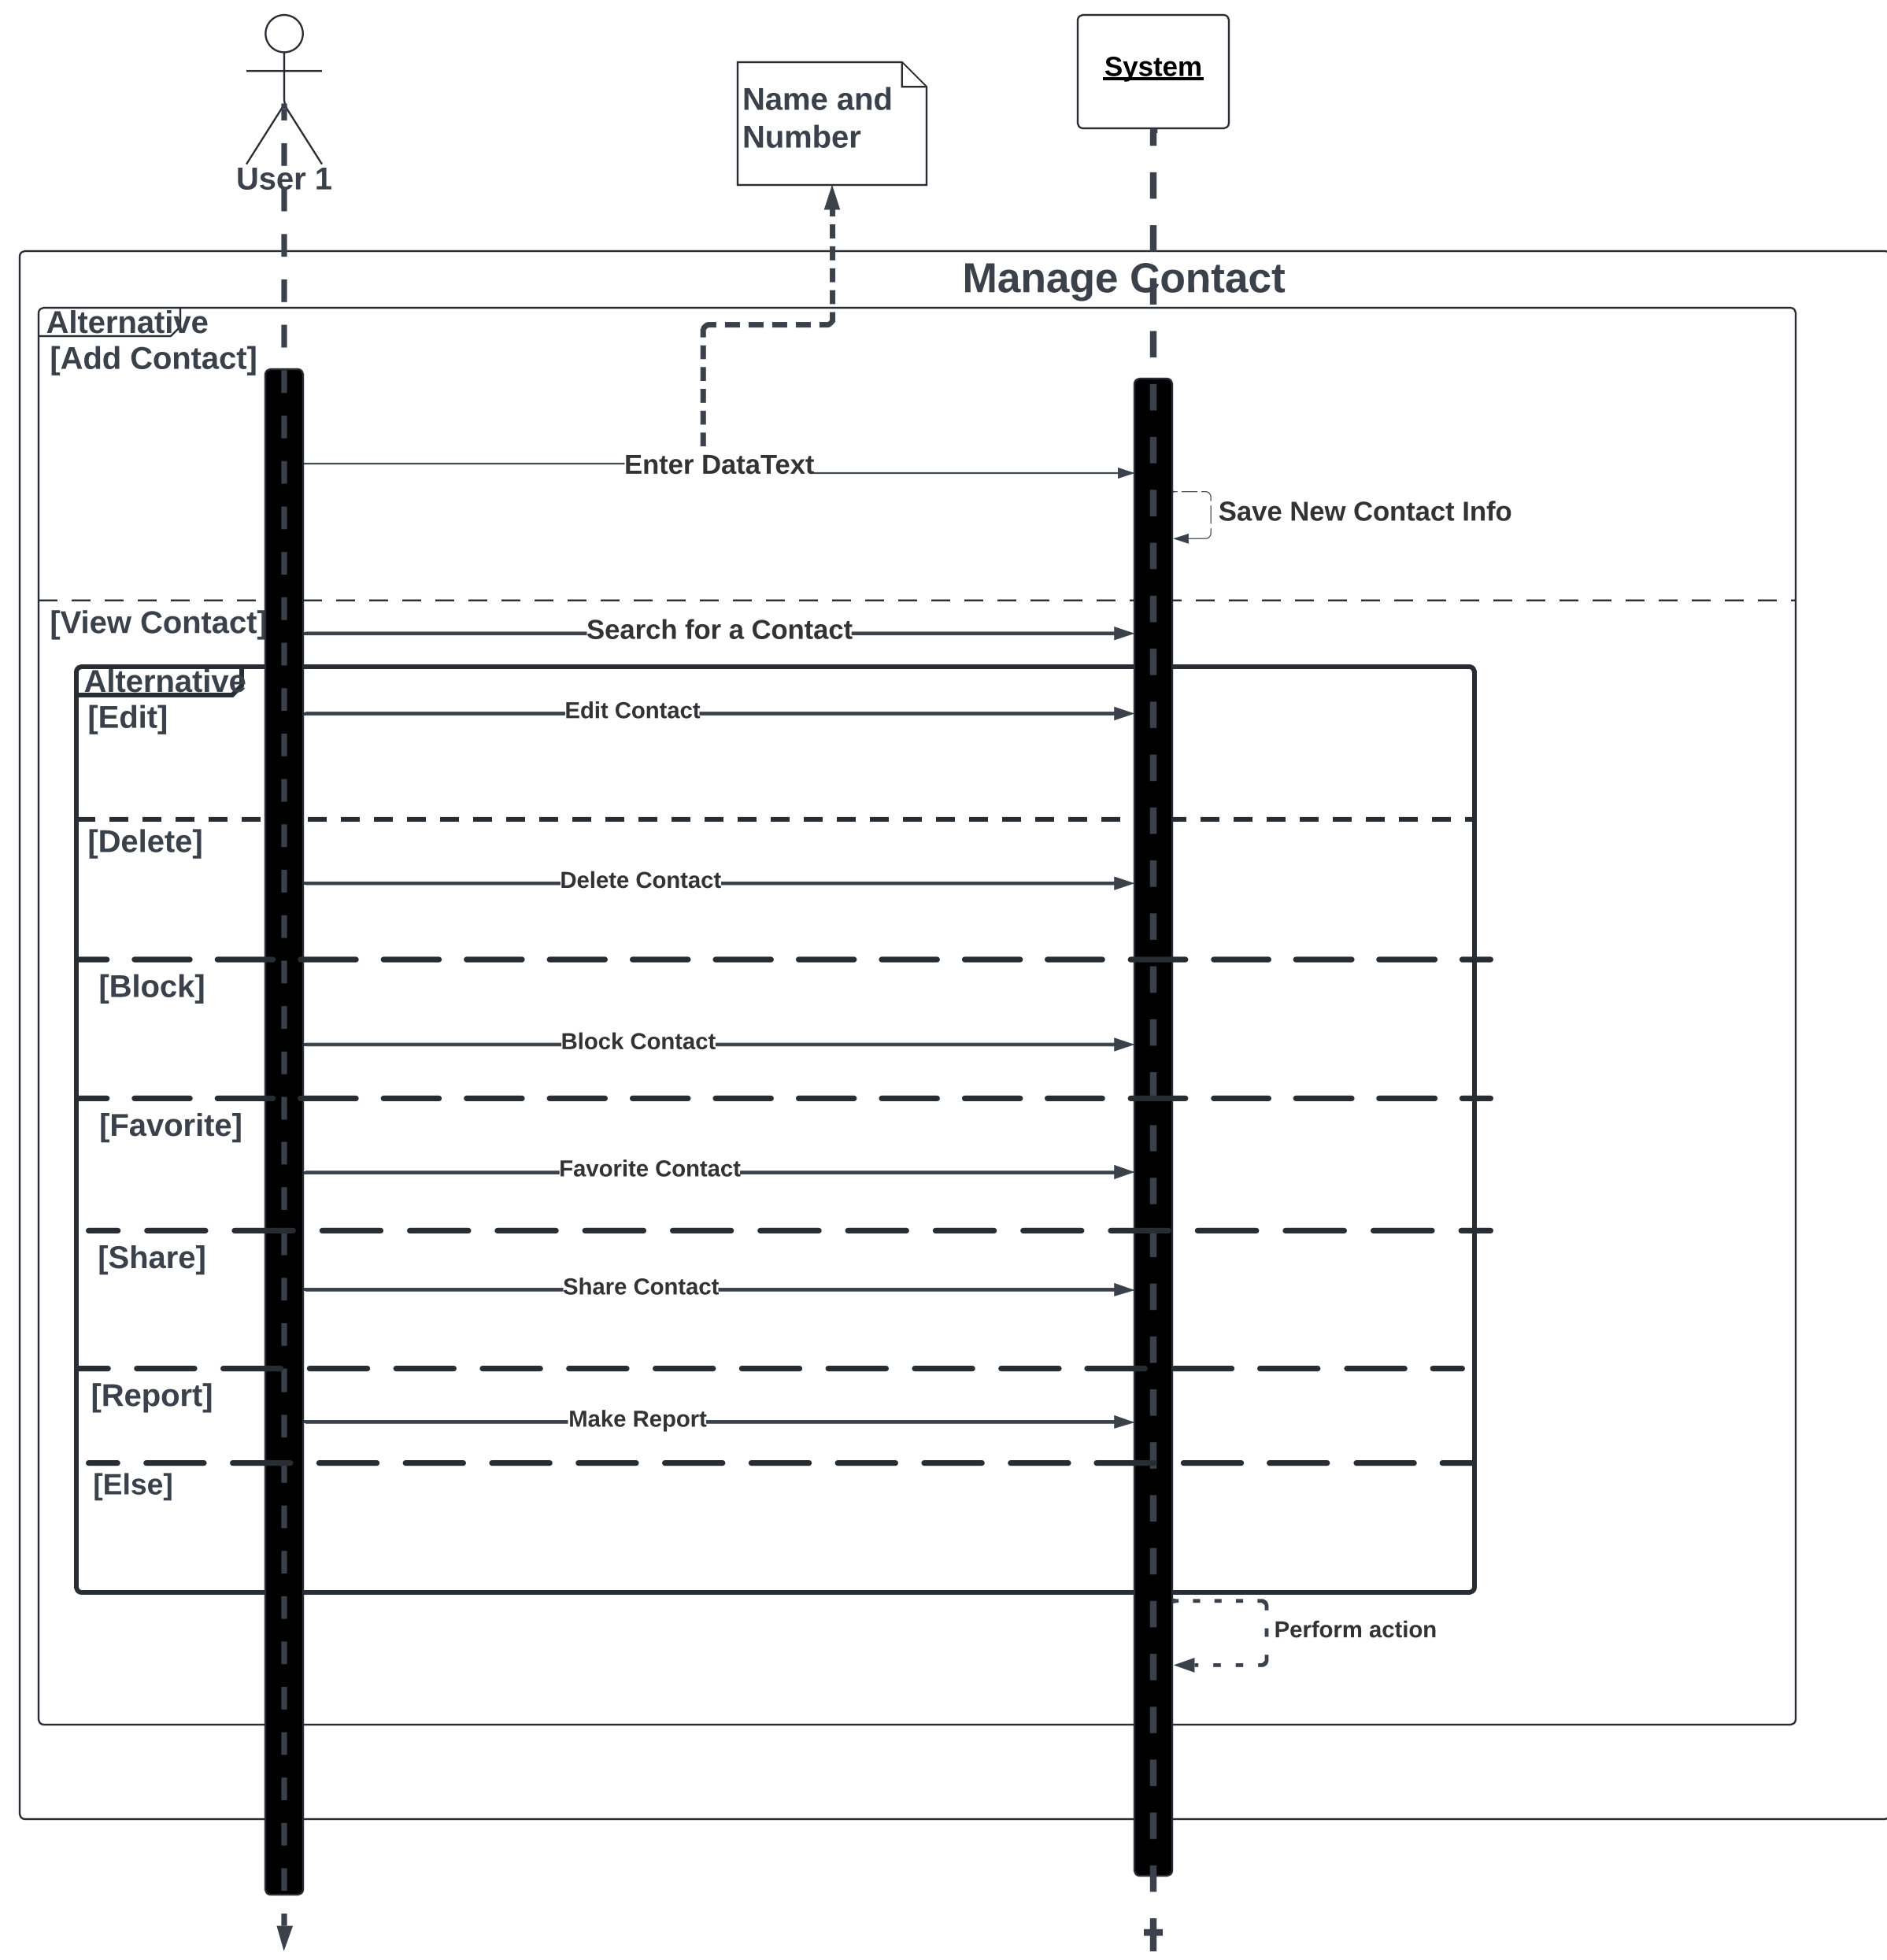 User 1
Name and
Number
System
Manage Contact
Alternative
[Add Contact]
Enter DataText
Save New Contact Info
[View Contact]
Search for a Contact
Alternative
[Edit]
Edit Contact
[Delete]
Delete Contact
[Block]
Block Contact
[Favorite]
Favorite Contact
[Share]
Share Contact
[Report]
Make Report
[Else]
Perform action